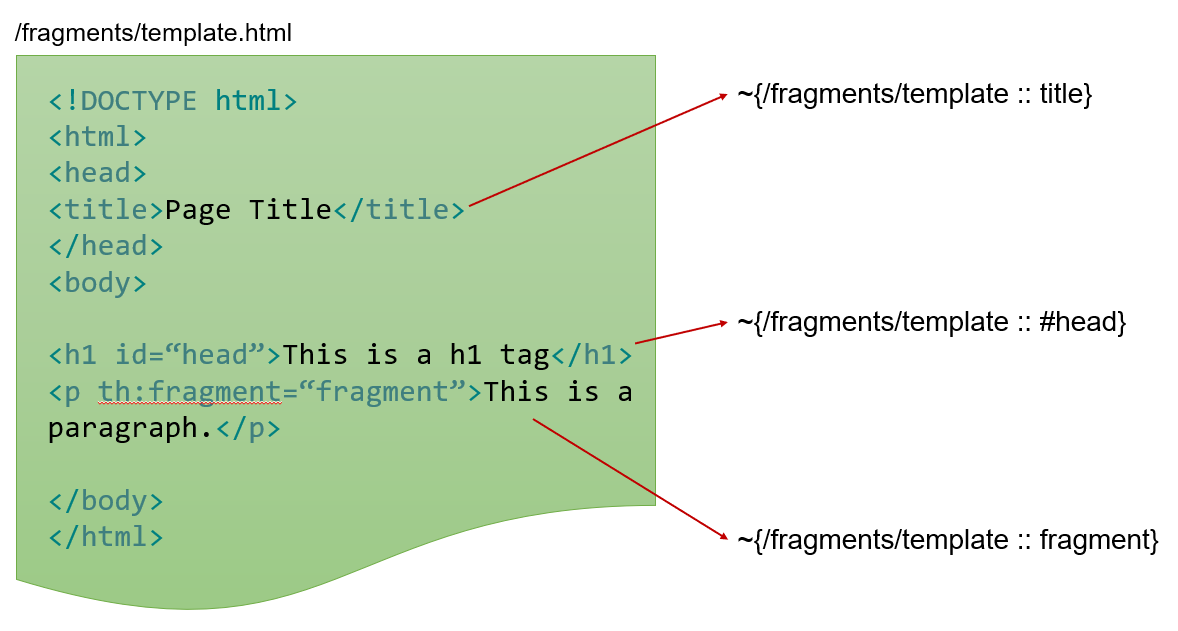 /fragments/template.html
<!DOCTYPE html>
<html>
<head>
<title>Page Title</title>
</head>
<body>
<h1 id=“head”>This is a h1 tag</h1>
<p th:fragment=“fragment”>This is a
paragraph.</p>
</body>
</html>
~{/fragments/template :: title}
~{/fragments/template :: #head}
~{/fragments/template :: fragment}